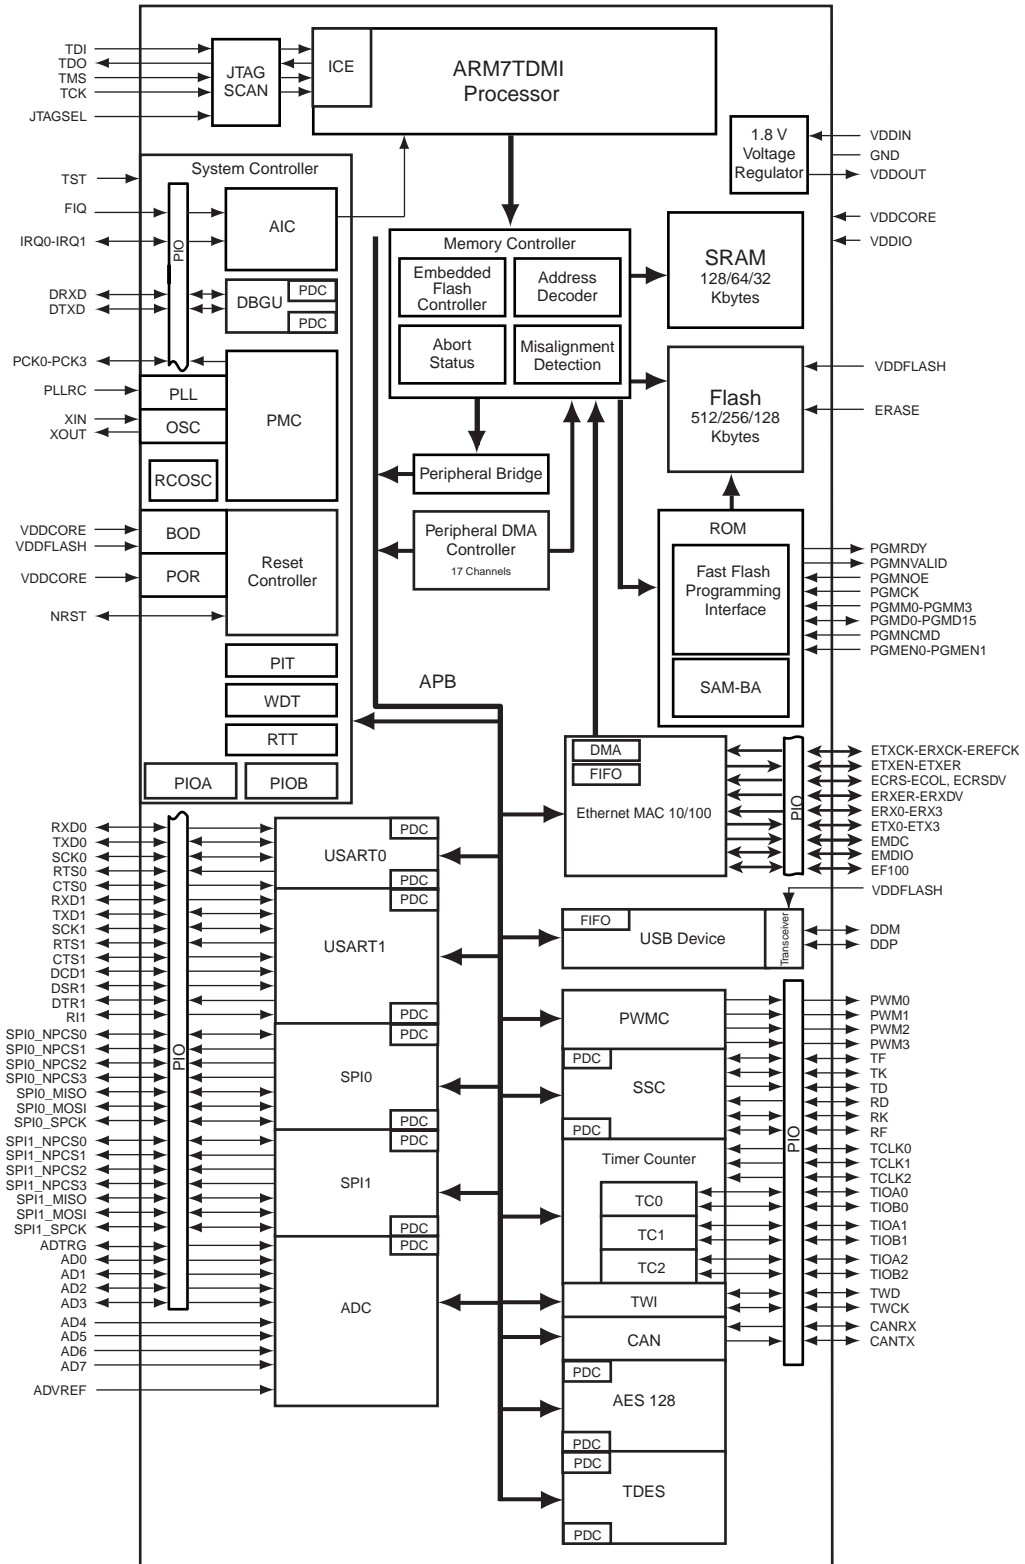 TDI
TDO
TMS
TCK
JTAGSEL
JTAG
SCAN
ICE
ARM7TDMI
Processor
1.8 V
Voltage
Regulator
VDDIN
GND
VDDOUT
VDDCORE
VDDIO
System Controller
TST
FIQ
IRQ0-IRQ1
PIO
AIC
DRXD
DTXD
DBGU
PDC
PDC
PCK0-PCK3
PLLRC
PLL
XIN
XOUT
OSC
PMC
RCOSC
VDDCORE
VDDFLASH
BOD
VDDCORE
POR
Reset
Controller
NRST
PIT
WDT
RTT
PIOA
PIOB
Memory Controller
Embedded
Flash
Controller
Address
Decoder
Abort
Status
Misalignment
Detection
SRAM
128/64/32
Kbytes
Flash
512/256/128
Kbytes
VDDFLASH
ERASE
Peripheral Bridge
Peripheral DMA
Controller
17 Channels
ROM
Fast Flash
Programming
Interface
SAM-BA
PGMRDY
PGMNVALID
PGMNOE
PGMCK
PGMM0-PGMM3
PGMD0-PGMD15
PGMNCMD
PGMEN0-PGMEN1
APB
DMA
FIFO
Ethernet MAC 10/100
PIO
ETXCK-ERXCK-EREFCK
ETXEN-ETXER
ECRS-ECOL, ECRSDV
ERXER-ERXDV
ERX0-ERX3
ETX0-ETX3
EMDC
EMDIO
EF100
VDDFLASH
FIFO
USB Device
Transceiver
DDM
DDP
RXD0
TXD0
SCK0
RTS0
CTS0
RXD1
TXD1
SCK1
RTS1
CTS1
DCD1
DSR1
DTR1
RI1
SPI0_NPCS0
SPI0_NPCS1
SPI0_NPCS2
SPI0_NPCS3
SPI0_MISO
SPI0_MOSI
SPI0_SPCK
SPI1_NPCS0
SPI1_NPCS1
SPI1_NPCS2
SPI1_NPCS3
SPI1_MISO
SPI1_MOSI
SPI1_SPCK
ADTRG
AD0
AD1
AD2
AD3
AD4
AD5
AD6
AD7
ADVREF
PIO
PDC
USART0
PDC
PDC
USART1
PDC
PDC
SPI0
PDC
PDC
SPI1
PDC
PDC
ADC
PWMC
PDC
SSC
PDC
Timer Counter
TC0
TC1
TC2
TWI
CAN
PDC
AES 128
PDC
PDC
TDES
PDC
PIO
PWM0
PWM1
PWM2
PWM3
TF
TK
TD
RD
RK
RF
TCLK0
TCLK1
TCLK2
TIOA0
TIOB0
TIOA1
TIOB1
TIOA2
TIOB2
TWD
TWCK
CANRX
CANTX